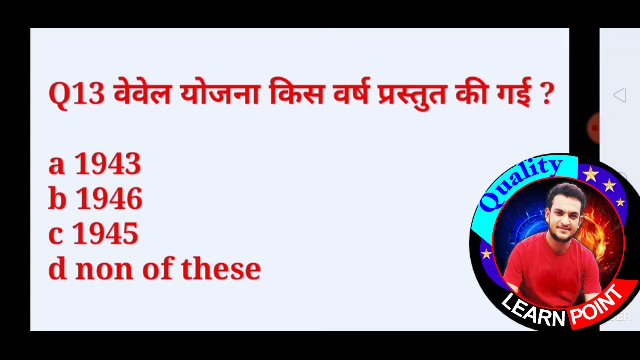 Q13 वेवेल योजना किस वर्ष प्रस्तुत की गई ?
a 1943
b 1946
c 1945
d non of these
Quality
LEARN POINT